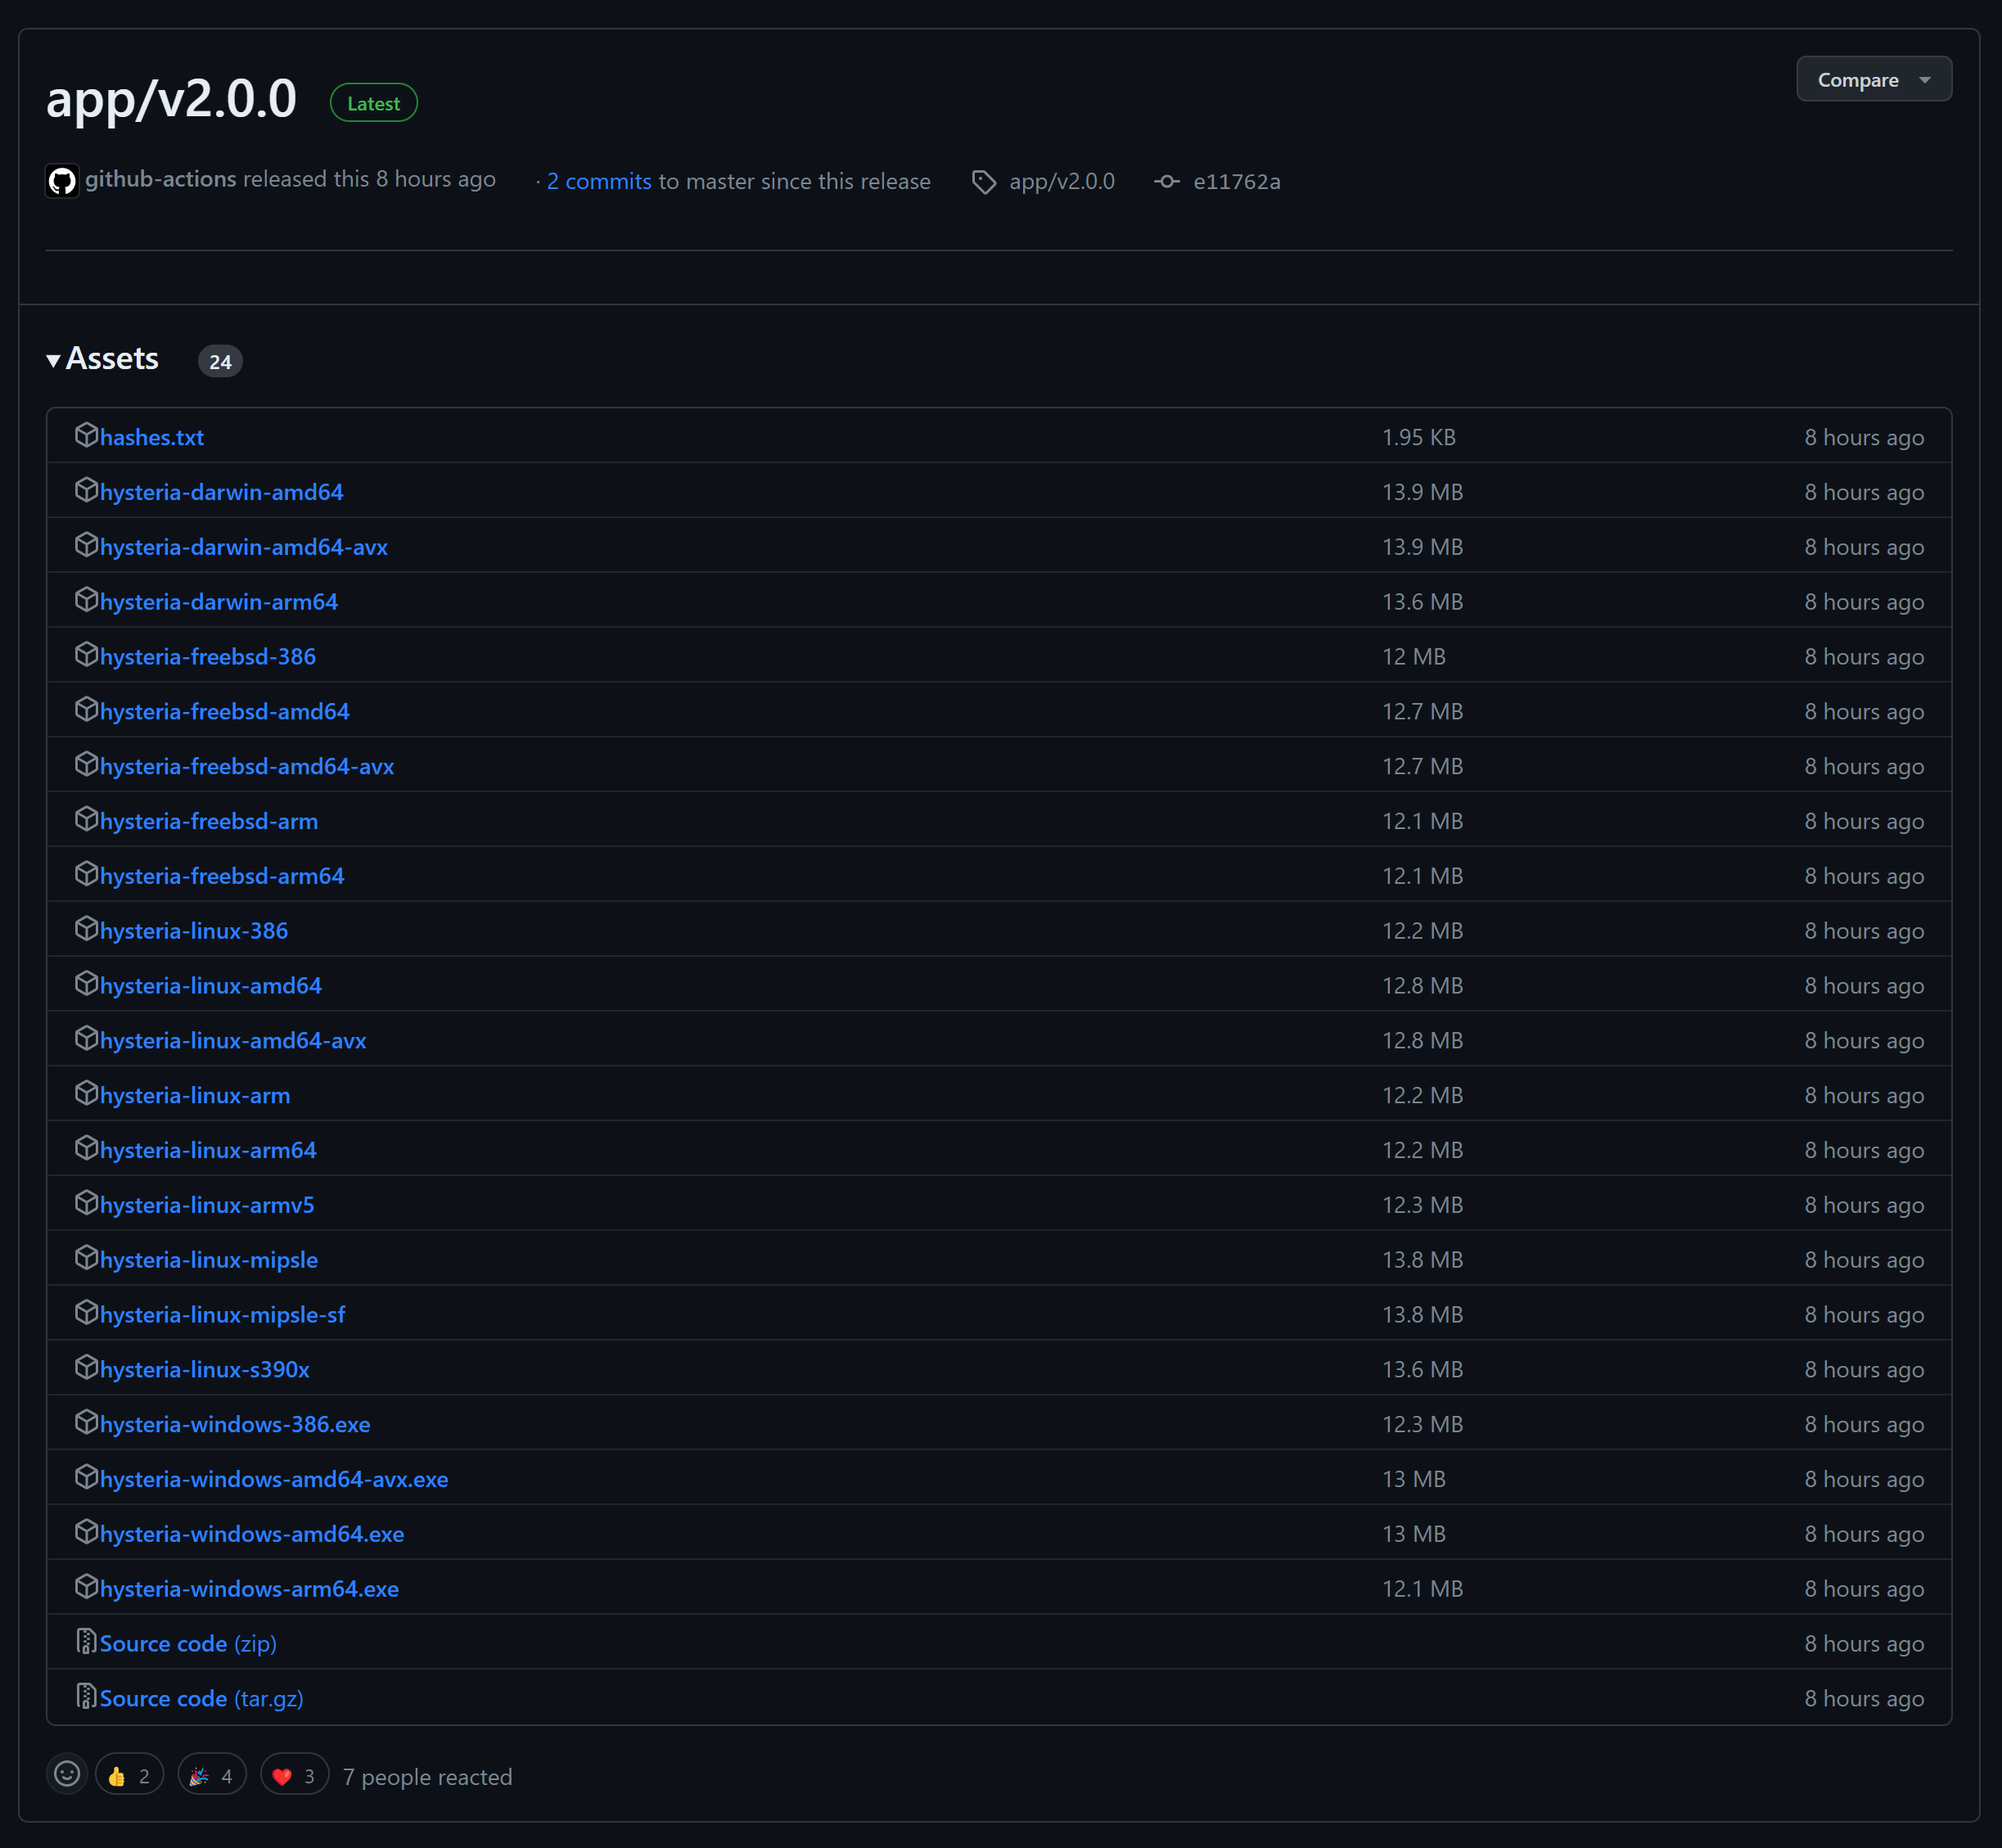 app/v2.0.0 Latest Compare
github-actions released this 8 hours ago · 2 commits to master since this release app/v2.0.0 e11762a
Assets 24
hashes.txt 1.95 KB 8 hours ago
hysteria-darwin-amd64 13.9 MB 8 hours ago
hysteria-darwin-amd64-avx 13.9 MB 8 hours ago
hysteria-darwin-arm64 13.6 MB 8 hours ago
hysteria-freebsd-386 12 MB 8 hours ago
hysteria-freebsd-amd64 12.7 MB 8 hours ago
hysteria-freebsd-amd64-avx 12.7 MB 8 hours ago
hysteria-freebsd-arm 12.1 MB 8 hours ago
hysteria-freebsd-arm64 12.1 MB 8 hours ago
hysteria-linux-386 12.2 MB 8 hours ago
hysteria-linux-amd64 12.8 MB 8 hours ago
hysteria-linux-amd64-avx 12.8 MB 8 hours ago
hysteria-linux-arm 12.2 MB 8 hours ago
hysteria-linux-arm64 12.2 MB 8 hours ago
hysteria-linux-armv5 12.3 MB 8 hours ago
hysteria-linux-mipsle 13.8 MB 8 hours ago
hysteria-linux-mipsle-sf 13.8 MB 8 hours ago
hysteria-linux-s390x 13.6 MB 8 hours ago
hysteria-windows-386.exe 12.3 MB 8 hours ago
hysteria-windows-amd64-avx.exe 13 MB 8 hours ago
hysteria-windows-amd64.exe 13 MB 8 hours ago
hysteria-windows-arm64.exe 12.1 MB 8 hours ago
Source code (zip) 8 hours ago
Source code (tar.gz) 8 hours ago
👍 2 🎉 4 ❤️ 3 7 people reacted